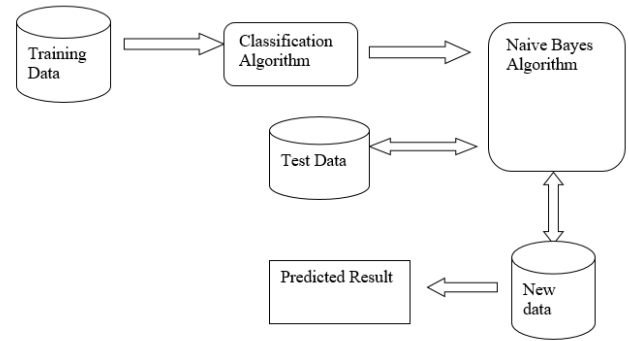 Training
Data
Classification
Algorithm
Naive Bayes
Algorithm
Test Data
Predicted Result
New
data